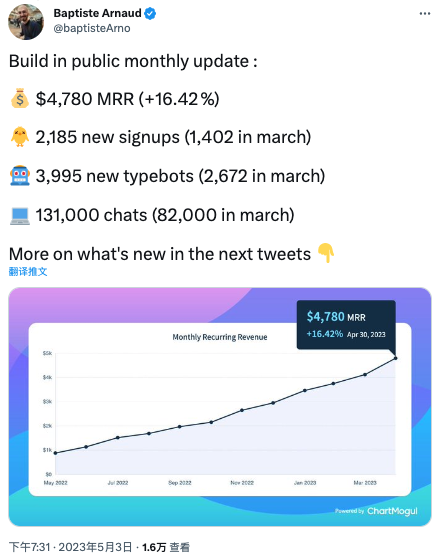 Baptiste Arnaud
@baptisteArno
Build in public monthly update :
💰 $4,780 MRR (+16.42%)
🐥 2,185 new signups (1,402 in march)
🤖 3,995 new typebots (2,672 in march)
💻 131,000 chats (82,000 in march)
More on what's new in the next tweets 👇
翻译推文
$4,780 MRR
+16.42% Apr 30, 2023
Monthly Recurring Revenue
$5k
$4k
$3k
$2k
$1k
$0
May 2022 Jul 2022 Sep 2022 Nov 2022 Jan 2023 Mar 2023
Powered by ChartMogul
下午7:31 · 2023年5月3日 · 1.6万 查看